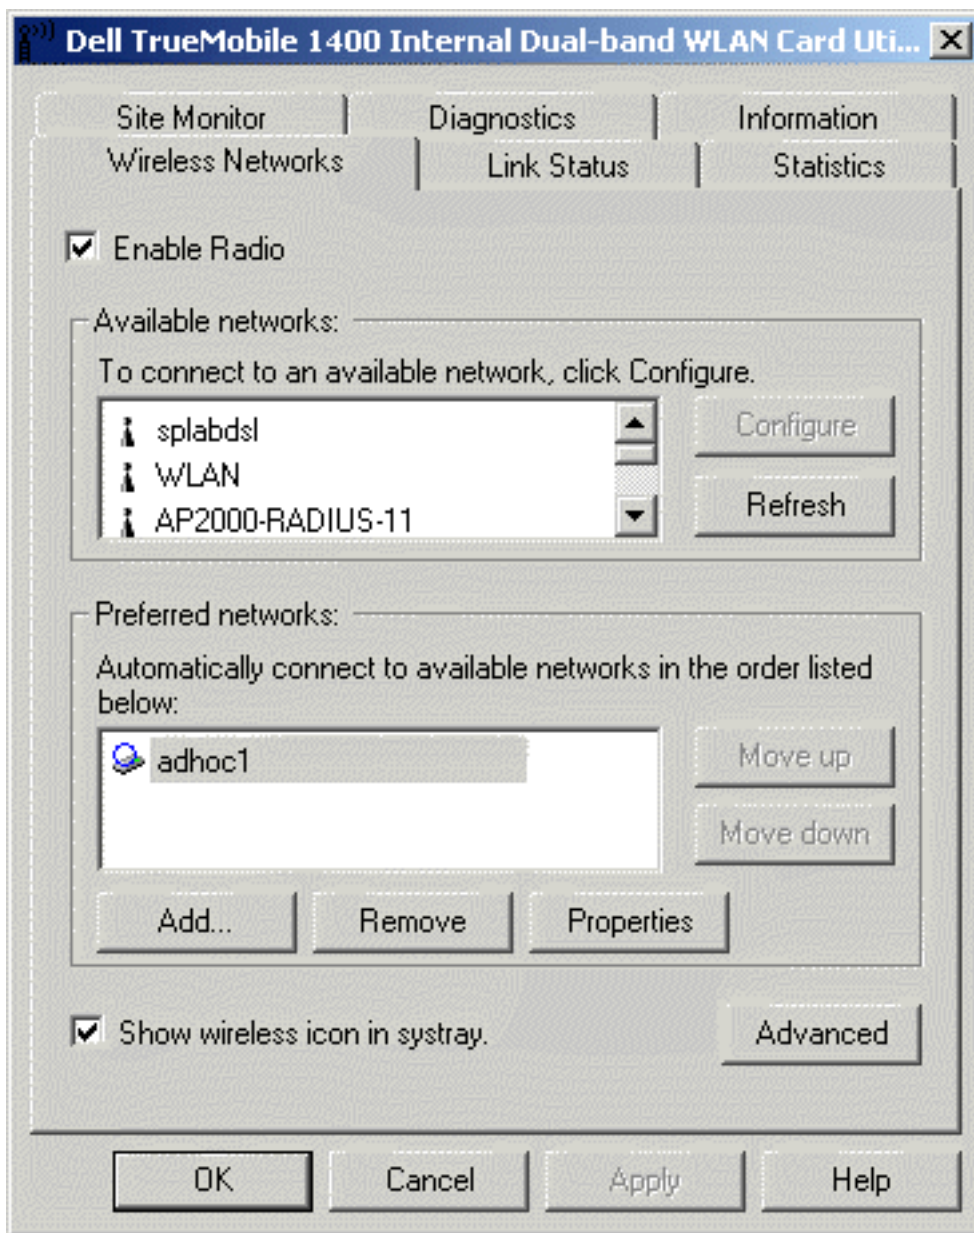 Dell TrueMobile 1400 Internal Dual-band WLAN Card Uti...
Site Monitor
Diagnostics
Information
Wireless Networks
Link Status
Statistics
Enable Radio
Available networks:
To connect to an available network, click Configure.
splabdsl
WLAN
AP2000-RADIUS-11
Configure
Refresh
Preferred networks:
Automatically connect to available networks in the order listed
below:
adhoc1
Move up
Move down
Add...
Remove
Properties
Show wireless icon in systray.
Advanced
OK
Cancel
Apply
Help